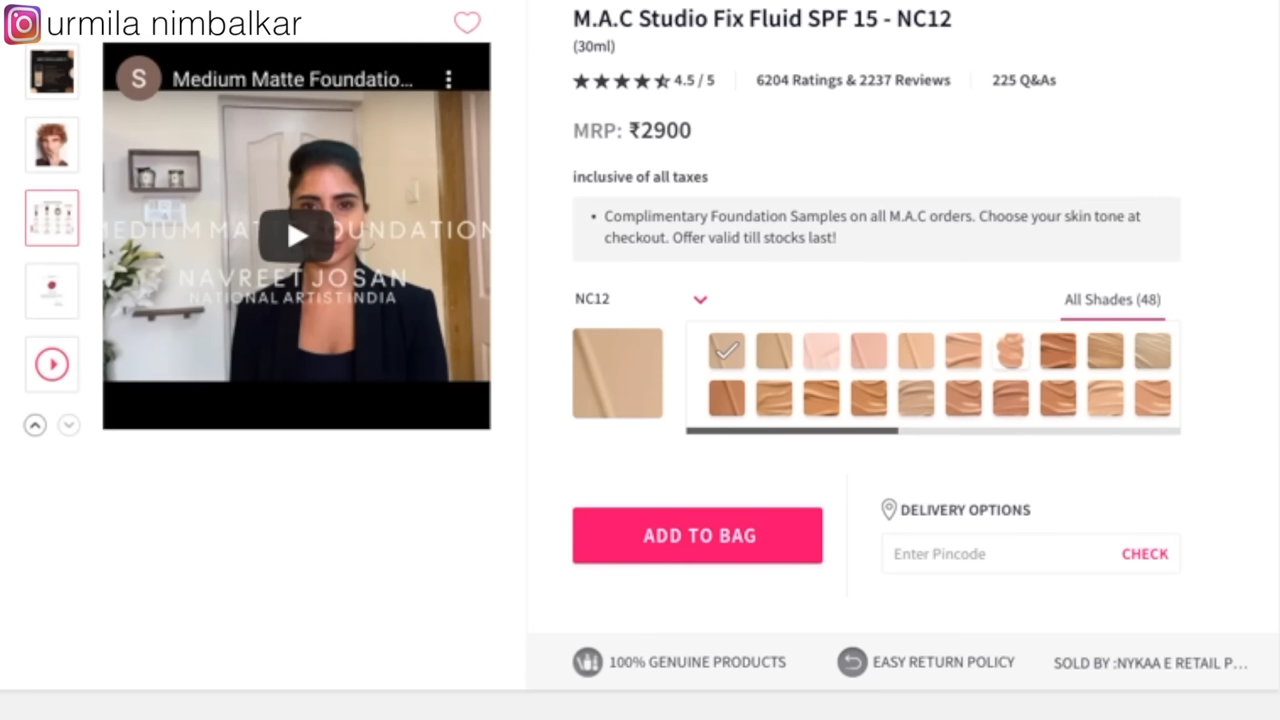 urmila nimbalkar
M.A.C Studio Fix Fluid SPF 15 - NC12
(30ml)
4.5 / 5
6204 Ratings & 2237 Reviews
225 Q&As
S
Medium Matte Foundatio...
MEDIUM MATTE FOUNDATION
NAVREET JOSAN
NATIONAL ARTIST INDIA
MRP: ₹2900
inclusive of all taxes
• Complimentary Foundation Samples on all M.A.C orders. Choose your skin tone at
checkout. Offer valid till stocks last!
NC12
All Shades (48)
ADD TO BAG
DELIVERY OPTIONS
Enter Pincode
CHECK
100% GENUINE PRODUCTS
EASY RETURN POLICY
SOLD BY :NYKAA E RETAIL P...